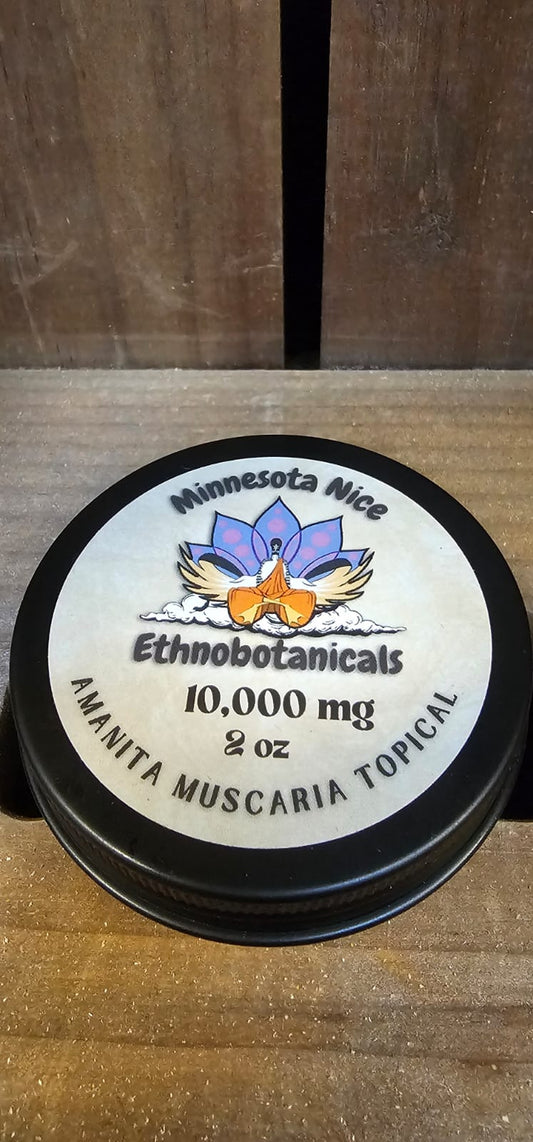 Minnesota Nice
Ethnobotanicals
10,000 mg
2 oz
AMANITA MUSCARIA TOPICAL